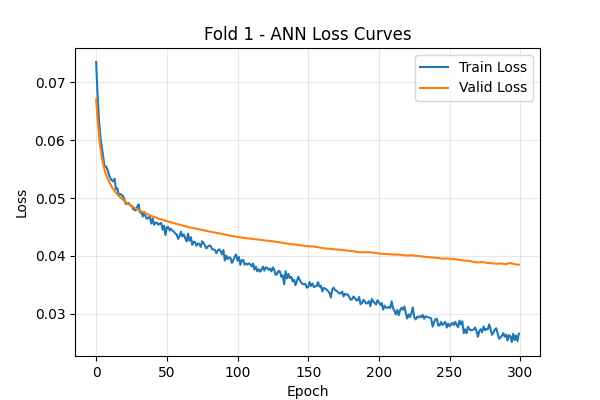 Fold 1 - ANN Loss Curves
Train Loss
Valid Loss
0.07
0.06
0.05
0.04
0.03
Loss
0 50 100 150 200 250 300
Epoch